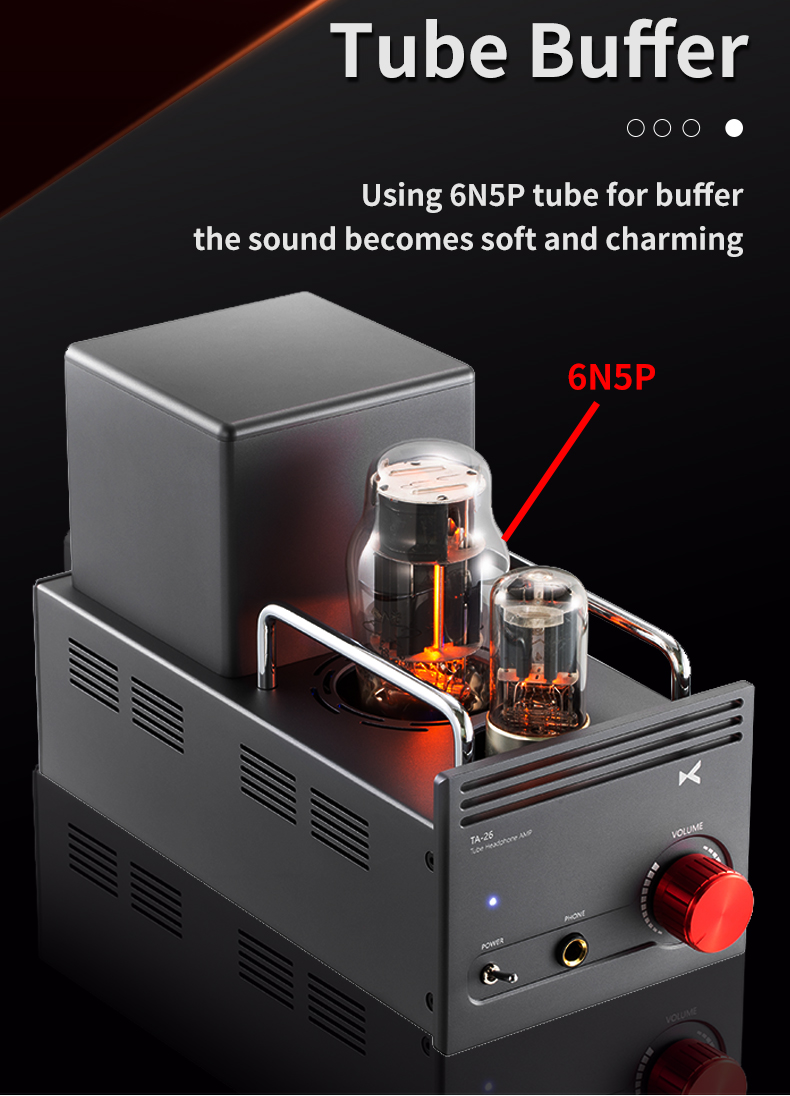 Tube Buffer
Using 6N5P tube for buffer
the sound becomes soft and charming
6N5P
TA-26
Tube Headphone AMP
VOLUME
PHONE
POWER
VOLUME